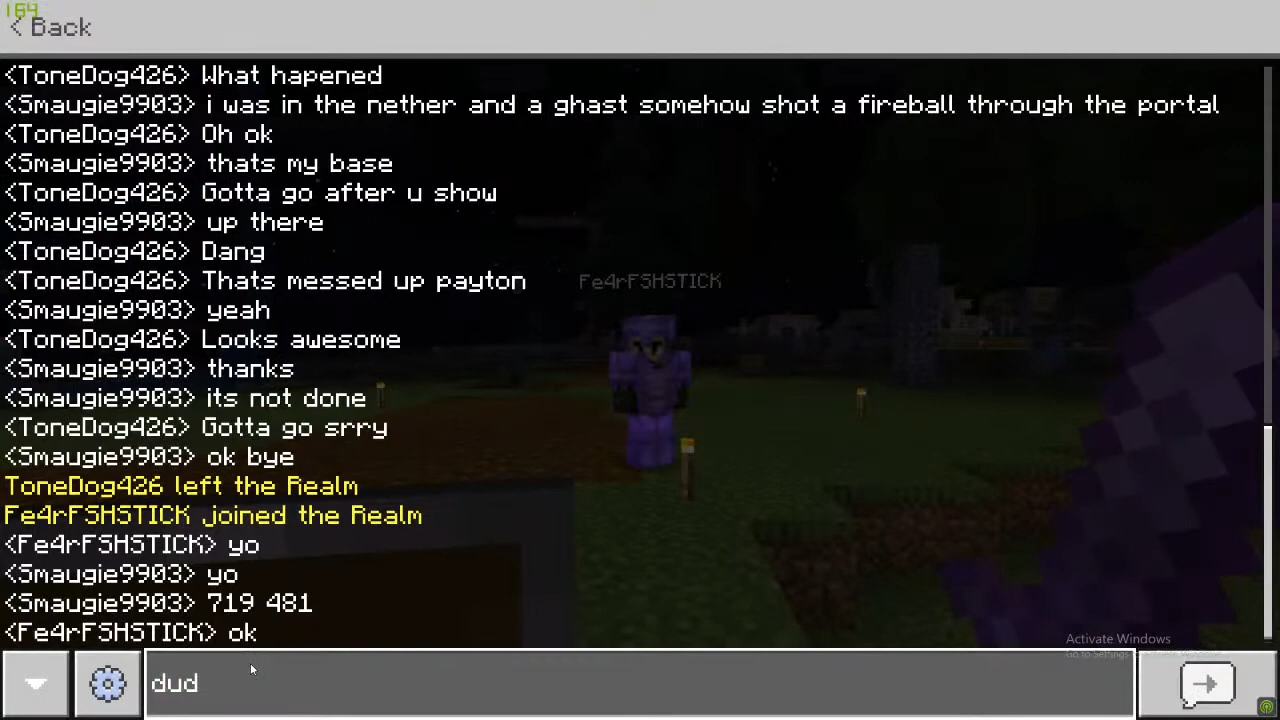 164
< Back
<ToneDog426> What hapened
<Smaugie9903> i was in the nether and a ghast somehow shot a fireball through the portal
<ToneDog426> Oh ok
<Smaugie9903> thats my base
<ToneDog426> Gotta go after u show
<Smaugie9903> up there
<ToneDog426> Dang
<ToneDog426> Thats messed up payton
Fe4rFSHSTICK
<Smaugie9903> yeah
<ToneDog426> Looks awesome
<Smaugie9903> thanks
<Smaugie9903> its not done
<ToneDog426> Gotta go srry
<Smaugie9903> ok bye
ToneDog426 left the Realm
Fe4rFSHSTICK joined the Realm
<Fe4rFSHSTICK> yo
<Smaugie9903> yo
<Smaugie9903> 719 481
<Fe4rFSHSTICK> ok
Activate Windows
Go to Settings
dud